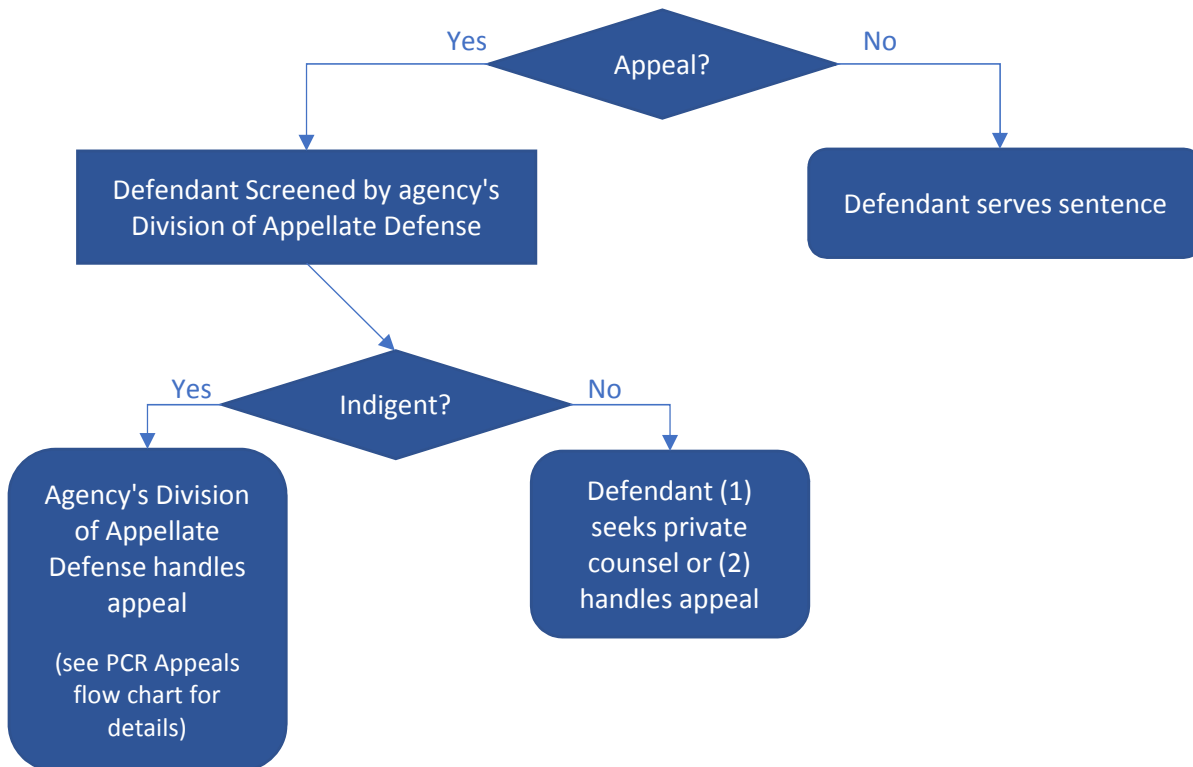 Yes
Appeal?
No
Defendant Screened by agency's
Division of Appellate Defense
Defendant serves sentence
Yes
Indigent?
No
Agency's Division
of Appellate
Defense handles
appeal
(see PCR Appeals
flow chart for
details)
Defendant (1)
seeks private
counsel or (2)
handles appeal